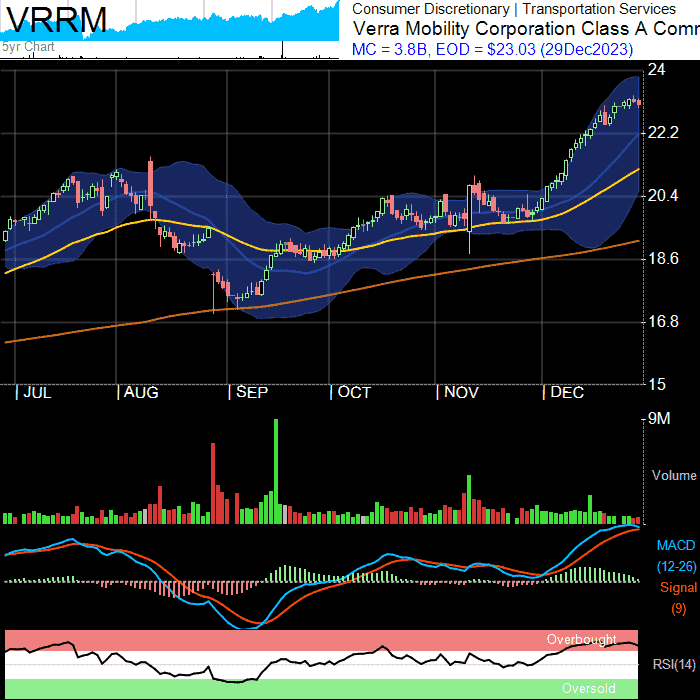 VRRM
5yr Chart
Consumer Discretionary | Transportation Services
Verra Mobility Corporation Class A Comm
MC = 3.8B, EOD = $23.03 (29Dec2023)
24
22.2
20.4
18.6
16.8
15
JUL AUG SEP OCT NOV DEC
9M
Volume
MACD
(12-26)
Signal
(9)
Overbought
RSI(14)
Oversold